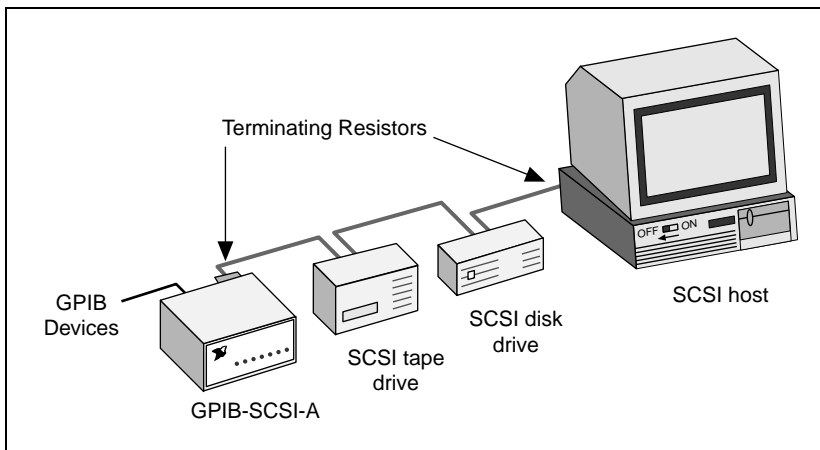 Terminating Resistors
OFF ON
SCSI host
GPIB
Devices
SCSI disk
drive
SCSI tape
drive
GPIB-SCSI-A